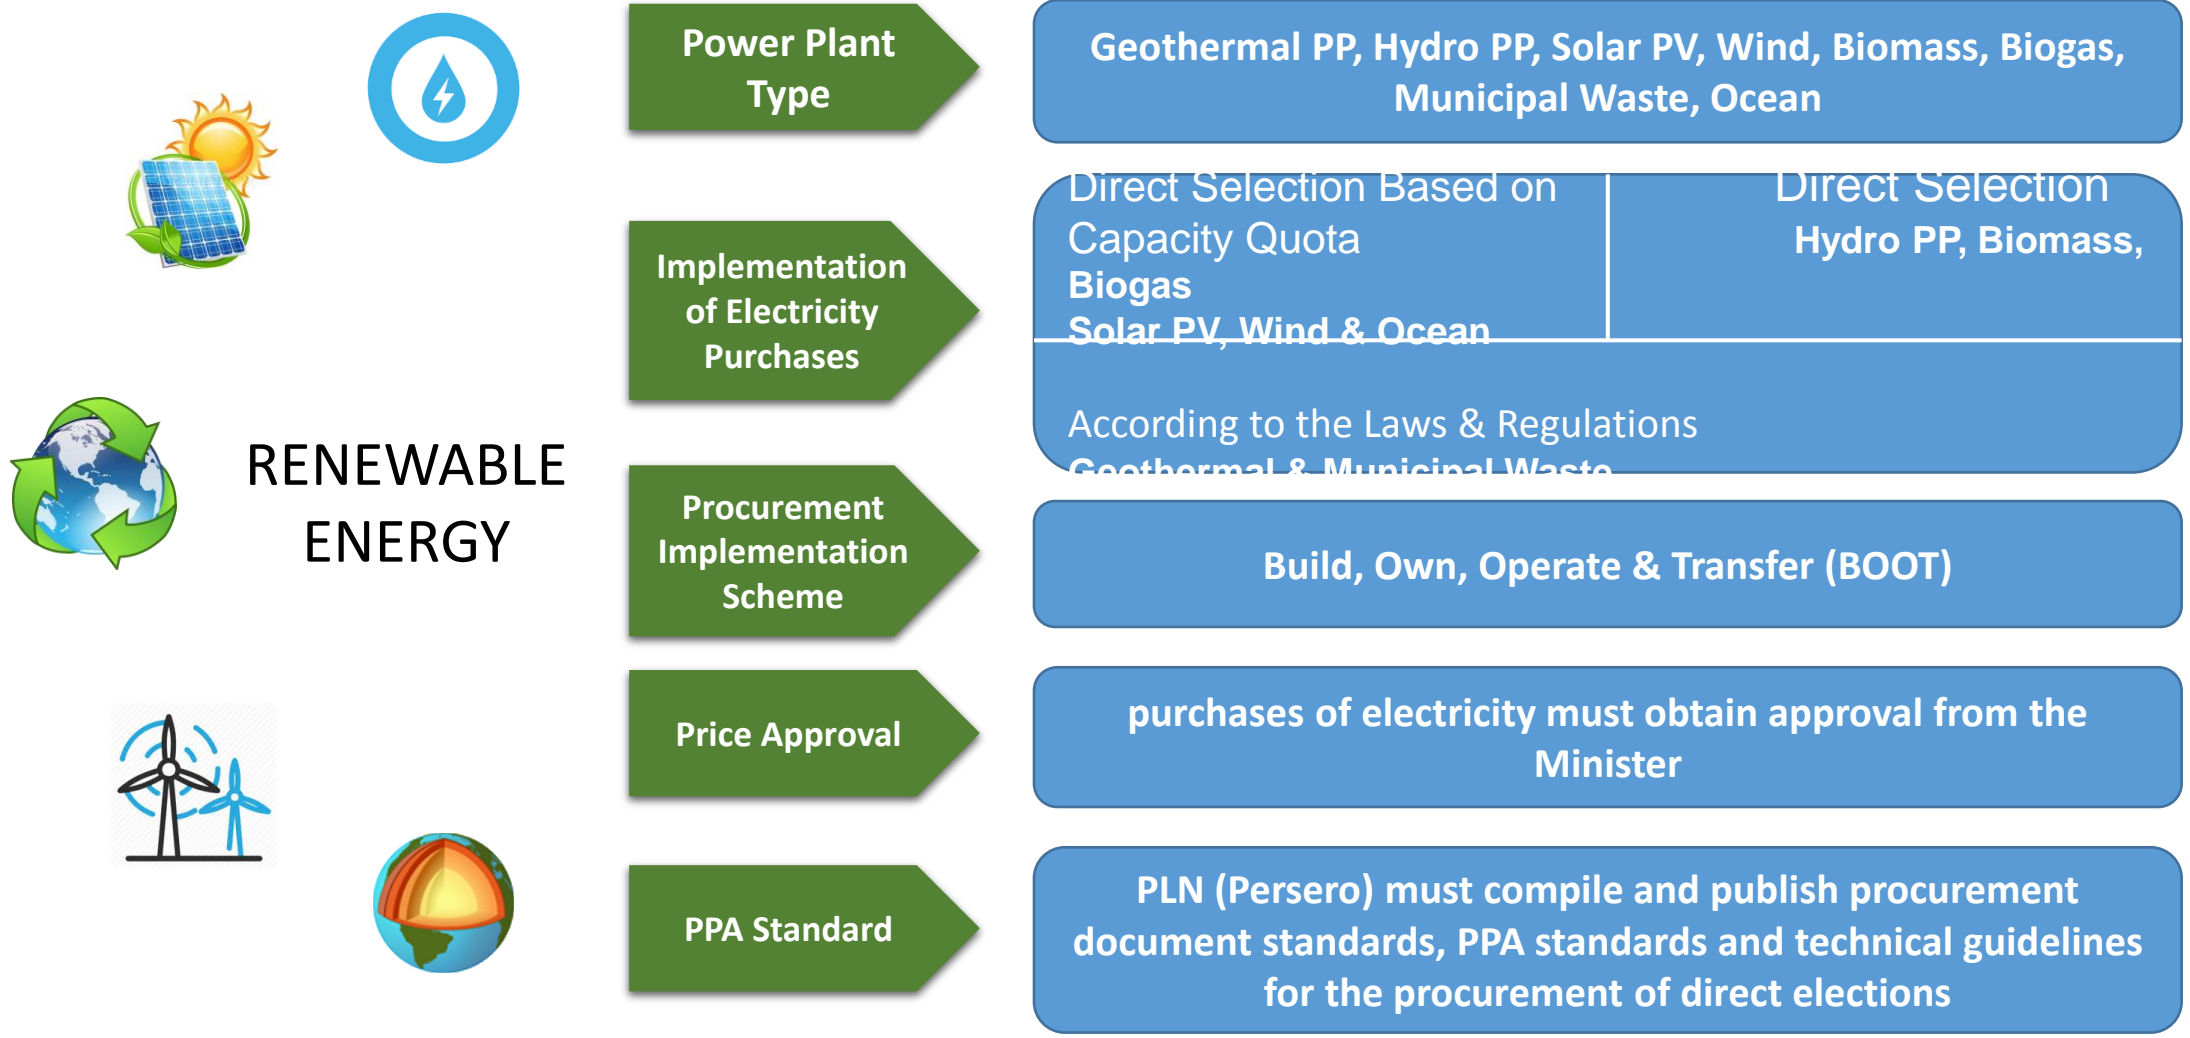 Power Plant
Type
Geothermal PP, Hydro PP, Solar PV, Wind, Biomass, Biogas,
Municipal Waste, Ocean
Implementation
of Electricity
Purchases
Direct Selection Based on
Capacity Quota
Biogas
Solar PV, Wind & Ocean
Direct Selection
Hydro PP, Biomass,
According to the Laws & Regulations
Geothermal & Municipal Waste
RENEWABLE
ENERGY
Procurement
Implementation
Scheme
Build, Own, Operate & Transfer (BOOT)
Price Approval
purchases of electricity must obtain approval from the
Minister
PPA Standard
PLN (Persero) must compile and publish procurement
document standards, PPA standards and technical guidelines
for the procurement of direct elections